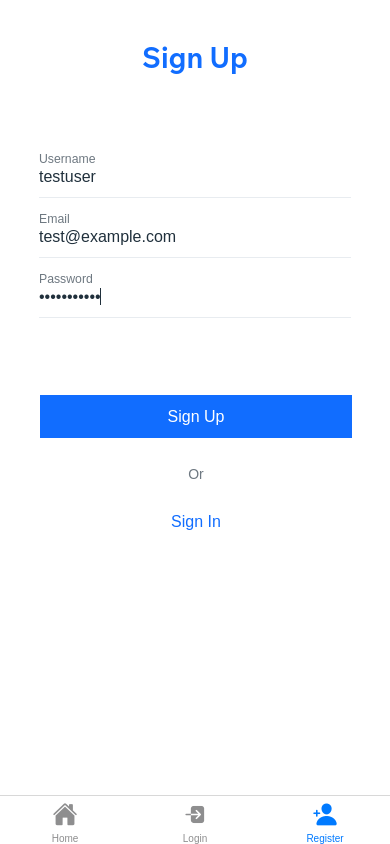 Sign Up
Username
testuser
Email
test@example.com
Password
•••••••••••
Sign Up
Or
Sign In
Home
Login
Register